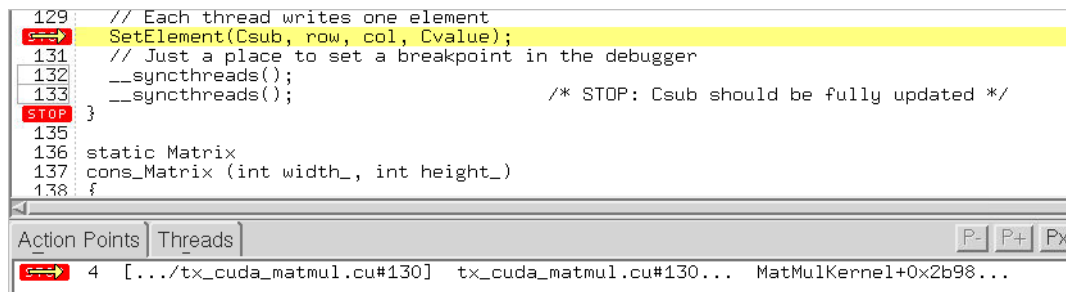 129 // Each thread writes one element
SetElement(Csub, row, col, Cvalue);
131 // Just a place to set a breakpoint in the debugger
132 __syncthreads();
133 __syncthreads(); /* STOP: Csub should be fully updated */
STOP }
135
136 static Matrix
137 cons_Matrix (int width_, int height_)
138 {
Action Points Threads P- P+ Px
4 [.../tx_cuda_matmul.cu#130] tx_cuda_matmul.cu#130... MatMulKernel+0x2b98...